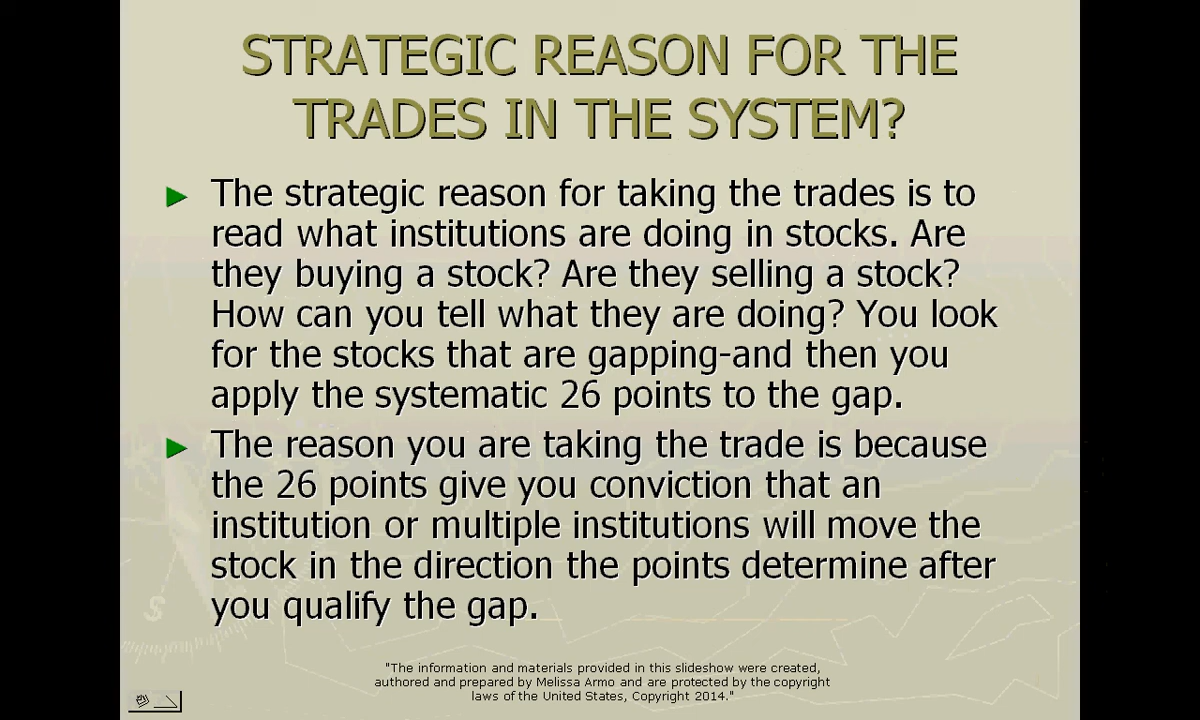 STRATEGIC REASON FOR THE
TRADES IN THE SYSTEM?
The strategic reason for taking the trades is to
read what institutions are doing in stocks. Are
they buying a stock? Are they selling a stock?
How can you tell what they are doing? You look
for the stocks that are gapping-and then you
apply the systematic 26 points to the gap.
The reason you are taking the trade is because
the 26 points give you conviction that an
institution or multiple institutions will move the
stock in the direction the points determine after
you qualify the gap.
S
"The information and materials provided in this slideshow were created,
authored and prepared by Melissa Armo and are protected by the copyright
laws of the United States, Copyright 2014."